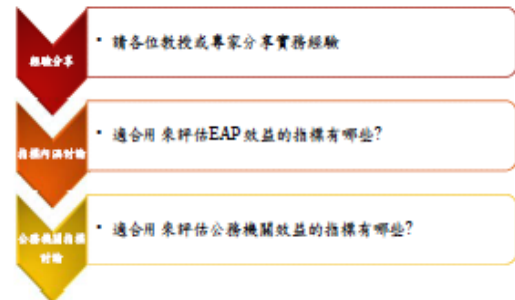 經驗分享
請各位教授或專家分享實務經驗
指標內涵討論
適合用來評估EAP效益的指標有哪些?
公務機關指標
討論
適合用來評估公務機關效益的指標有哪些?